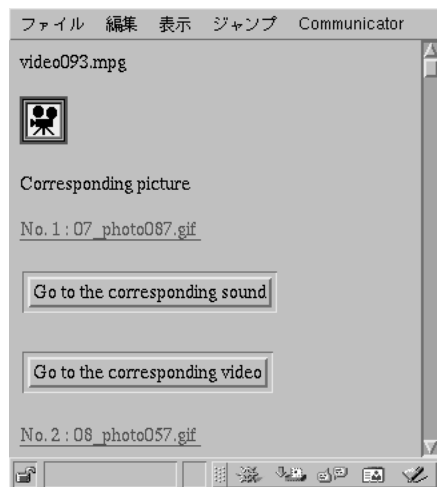 ファイル 編集 表示 ジャンプ Communicator
video093.mpg
Corresponding picture
No. 1 : 07_photo087.gif
Go to the corresponding sound
Go to the corresponding video
No. 2 : 08_photo057.gif